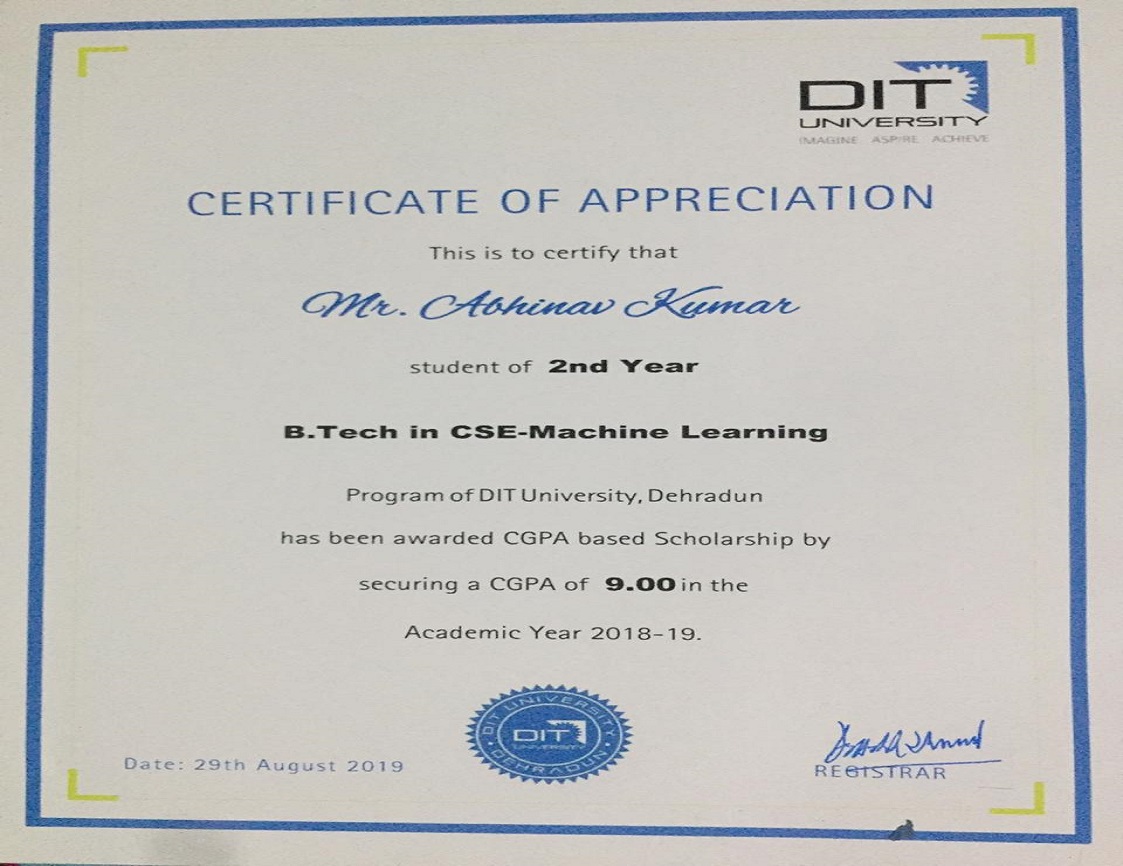 DIT
UNIVERSITY
IMAGINE ASPIRE ACHIEVE
CERTIFICATE OF APPRECIATION
This is to certify that
Mr. Abhinav Kumar
student of 2nd Year
B.Tech in CSE-Machine Learning
Program of DIT University, Dehradun
has been awarded CGPA based Scholarship by
securing a CGPA of 9.00 in the
Academic Year 2018-19.
DIT UNIVERSITY
DIT
UNIVERSITY
DEHRADUN
Date: 29th August 2019
REGISTRAR